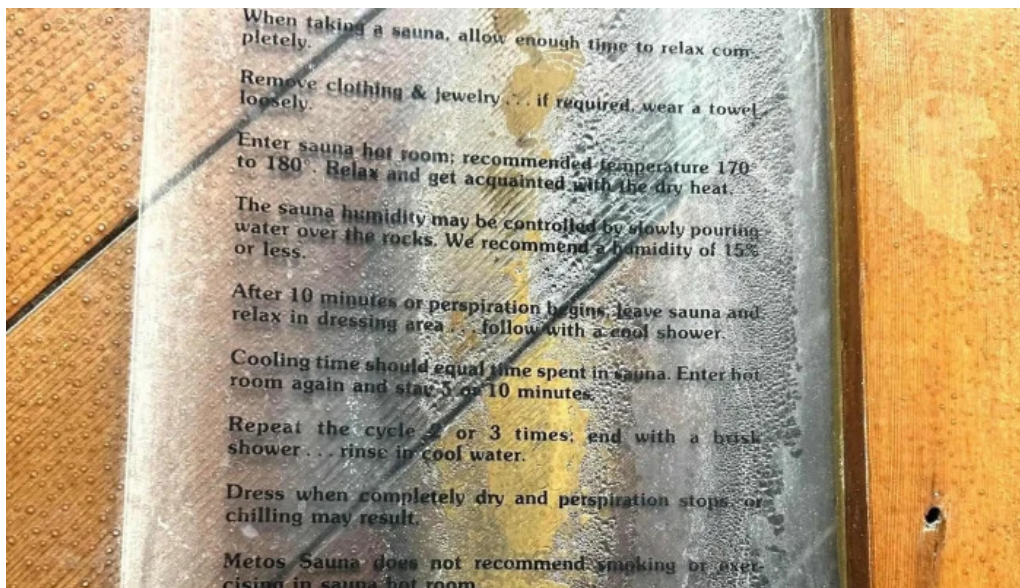 When taking a sauna, allow enough time to relax com-
pletely.
Remove clothing & jewelry . . . if required, wear a towel
loosely.
Enter sauna hot room; recommended temperature 170°
to 180°. Relax and get acquainted with the dry heat.
The sauna humidity may be controlled by slowly pouring
water over the rocks. We recommend a humidity of 15%
or less.
After 10 minutes or perspiration begins, leave sauna and
relax in dressing area . . . follow with a cool shower.
Cooling time should equal time spent in sauna. Enter hot
room again and stay 5 or 10 minutes.
Repeat the cycle 2 or 3 times; end with a brisk
shower . . . rinse in cool water.
Dress when completely dry and perspiration stops, or
chilling may result.
Metos Sauna does not recommend smoking or exer-
cising in sauna hot room.